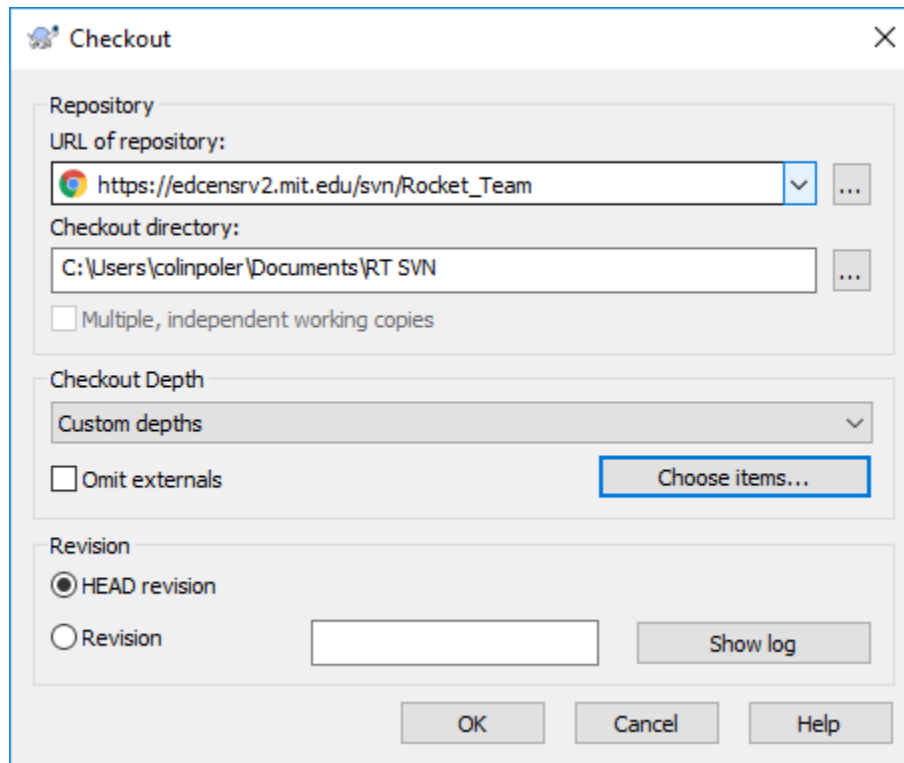 Checkout
Repository
URL of repository:
https://edcensrv2.mit.edu/svn/Rocket_Team
...
Checkout directory:
C:\Users\colinpoler\Documents\RT SVN
...
Multiple, independent working copies
Checkout Depth
Custom depths
Omit externals
Choose items...
Revision
HEAD revision
Revision
Show log
OK
Cancel
Help